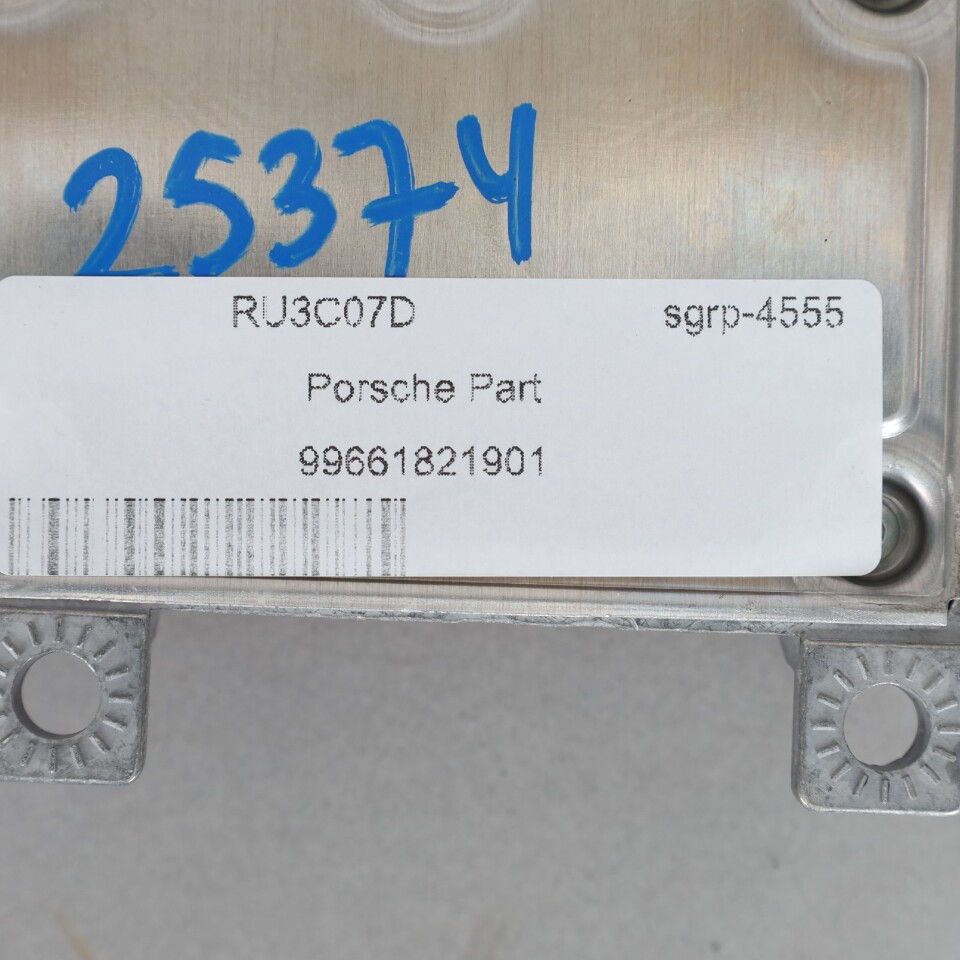 25374
RU3C07D sgrp-4555
Porsche Part
99661821901